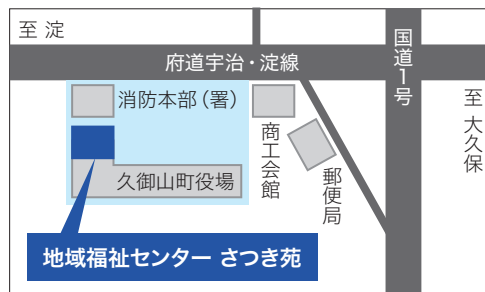 至 淀
府道宇治・淀線
国道1号
至 大久保
消防本部（署）
商工会館
郵便局
久御山町役場
地域福祉センター さつき苑